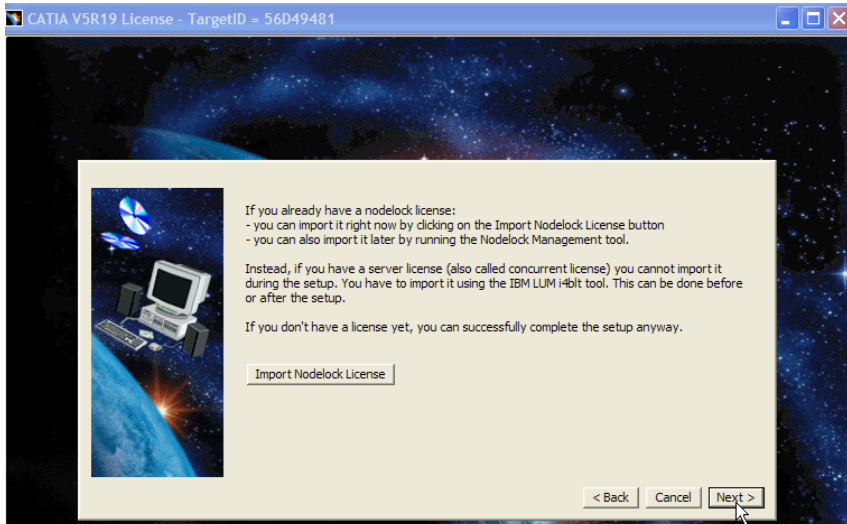 CATIA V5R19 License - TargetID = 56D49481
If you already have a nodelock license:
- you can import it right now by clicking on the Import Nodelock License button
- you can also import it later by running the Nodelock Management tool.
Instead, if you have a server license (also called concurrent license) you cannot import it
during the setup. You have to import it using the IBM LUM i4blt tool. This can be done before
or after the setup.
If you don't have a license yet, you can successfully complete the setup anyway.
Import Nodelock License
< Back Cancel Next >